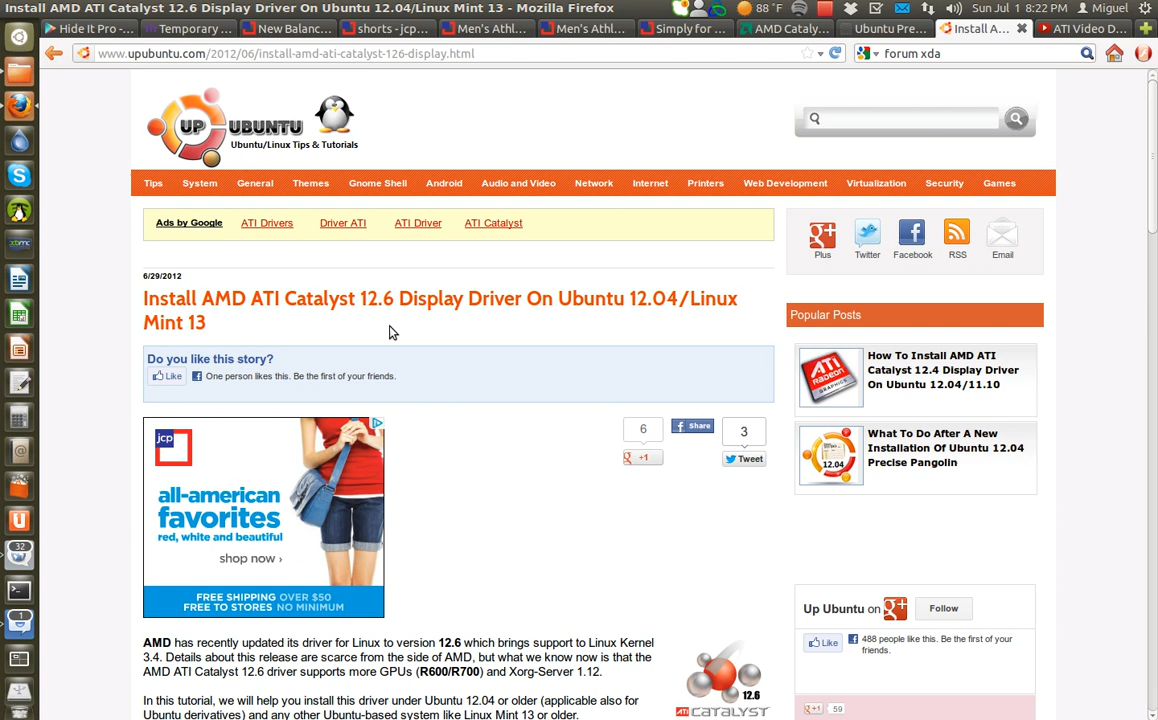 Install AMD ATI Catalyst 12.6 Display Driver On Ubuntu 12.04/Linux Mint 13 - Mozilla Firefox
88 °F
Sun Jul 1 8:22 PM
Miguel
Hide It Pro -...
Temporary ...
New Balanc...
shorts - jcp...
Men's Athl...
Men's Athl...
Simply for ...
AMD Cataly...
Ubuntu Pre...
Install A...
ATI Video D...
www.upubuntu.com/2012/06/install-amd-ati-catalyst-126-display.html
forum xda
UP UBUNTU
Ubuntu/Linux Tips & Tutorials
Tips
System
General
Themes
Gnome Shell
Android
Audio and Video
Network
Internet
Printers
Web Development
Virtualization
Security
Games
Ads by Google
ATI Drivers
Driver ATI
ATI Driver
ATI Catalyst
Plus
Twitter
Facebook
RSS
Email
6/29/2012
Install AMD ATI Catalyst 12.6 Display Driver On Ubuntu 12.04/Linux
Mint 13
Do you like this story?
Like
One person likes this. Be the first of your friends.
jcp
all-american
favorites
red, white and beautiful
shop now ›
FREE SHIPPING OVER $50
FREE TO STORES NO MINIMUM
6
+1
Share
3
Tweet
Popular Posts
ATI
RADEON
GRAPHICS
How To Install AMD ATI
Catalyst 12.4 Display Driver
On Ubuntu 12.04/11.10
12.04
What To Do After A New
Installation Of Ubuntu 12.04
Precise Pangolin
Up Ubuntu on
Follow
Like
488 people like this. Be the first of your
friends.
+1
59
AMD has recently updated its driver for Linux to version 12.6 which brings support to Linux Kernel
3.4. Details about this release are scarce from the side of AMD, but what we know now is that the
AMD ATI Catalyst 12.6 driver supports more GPUs (R600/R700) and Xorg-Server 1.12.
12.6
ATI CATALYST
In this tutorial, we will help you install this driver under Ubuntu 12.04 or older (applicable also for
Ubuntu derivatives) and any other Ubuntu-based system like Linux Mint 13 or older.
32
1
xbmc